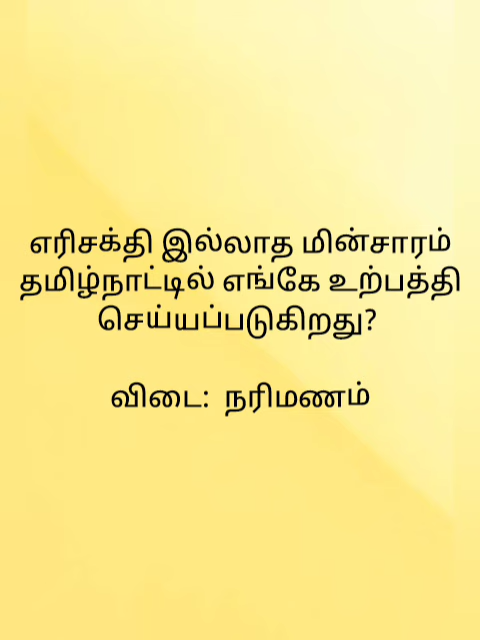 எரிசக்தி இல்லாத மின்சாரம்
தமிழ்நாட்டில் எங்கே உற்பத்தி
செய்யப்படுகிறது?
விடை: நரிமணம்